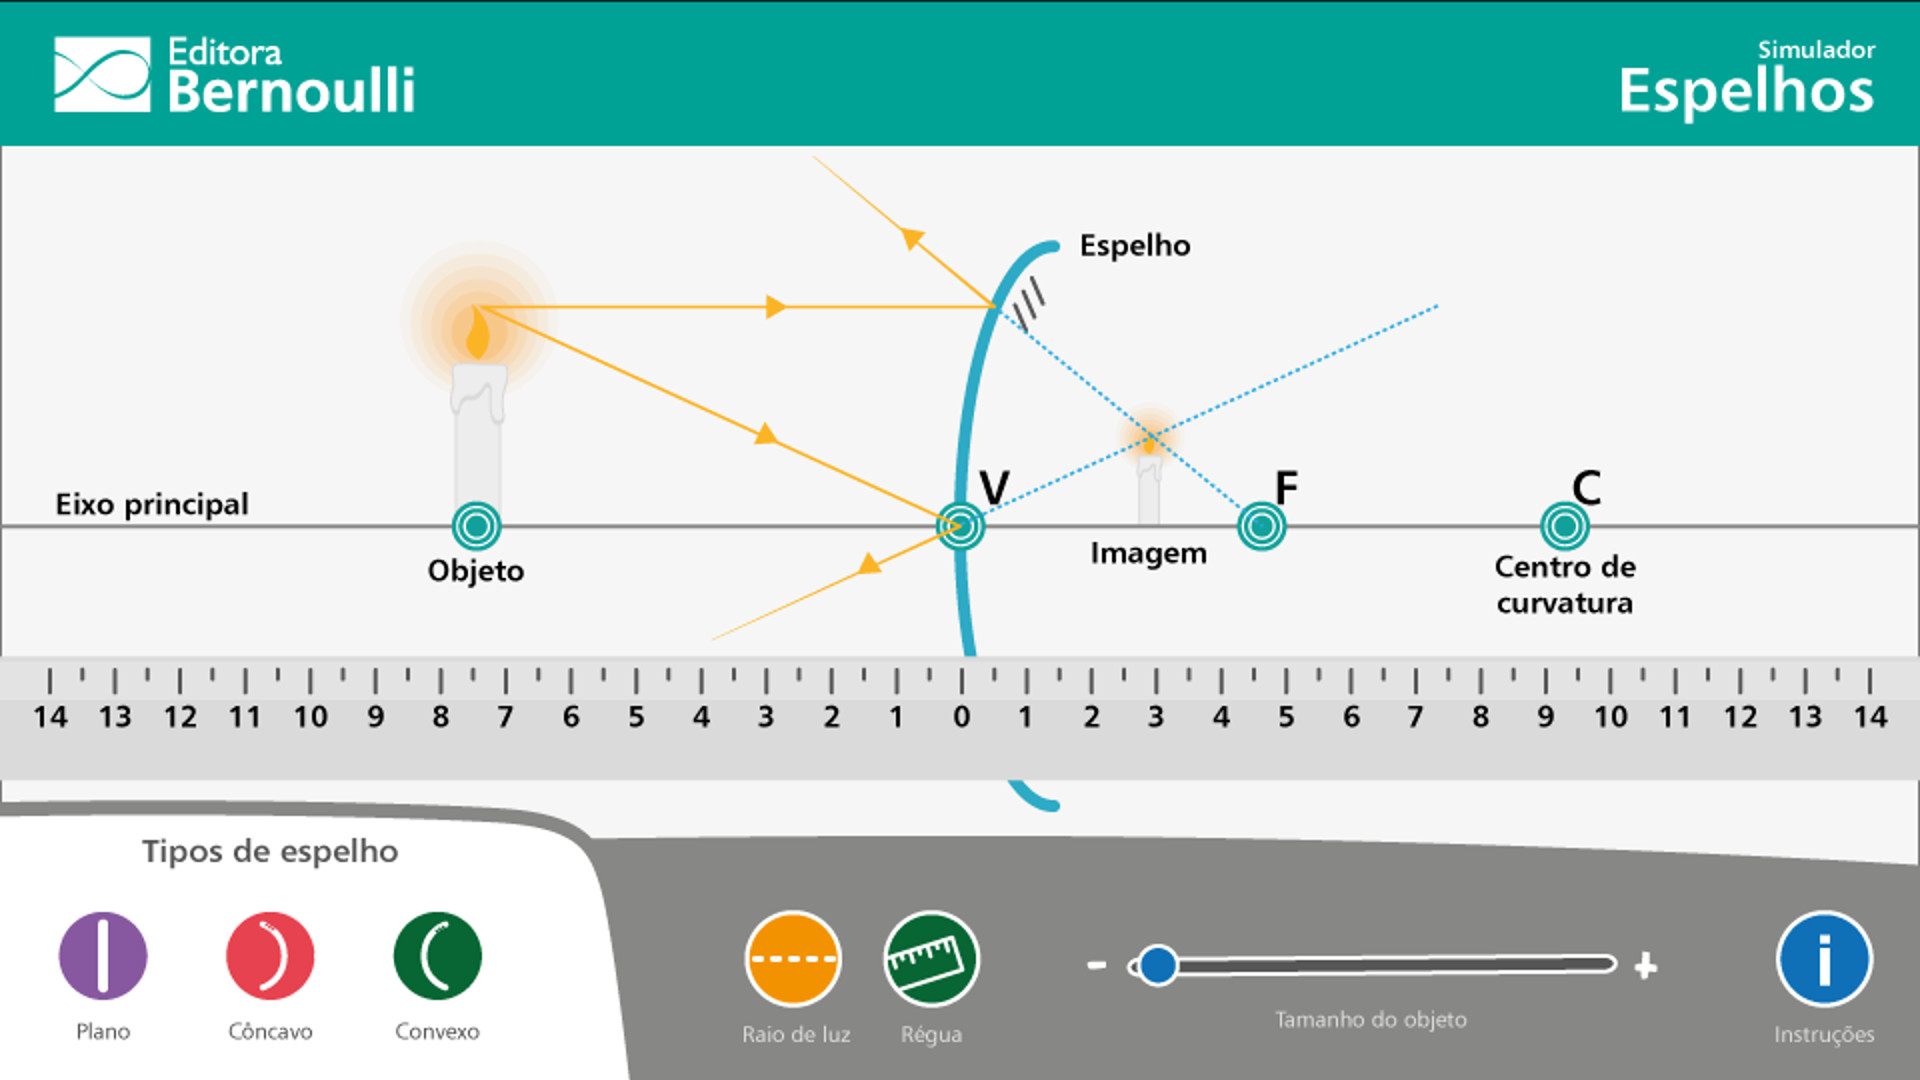 Editora
Bernoulli
Simulador
Espelhos
Espelho
V
F
C
Eixo principal
Objeto
Imagem
Centro de
curvatura
14 13 12 11 10 9 8 7 6 5 4 3 2 1 0 1 2 3 4 5 6 7 8 9 10 11 12 13 14
Tipos de espelho
- +
i
Plano Côncavo Convexo
Raio de luz Régua
Tamanho do objeto
Instruções